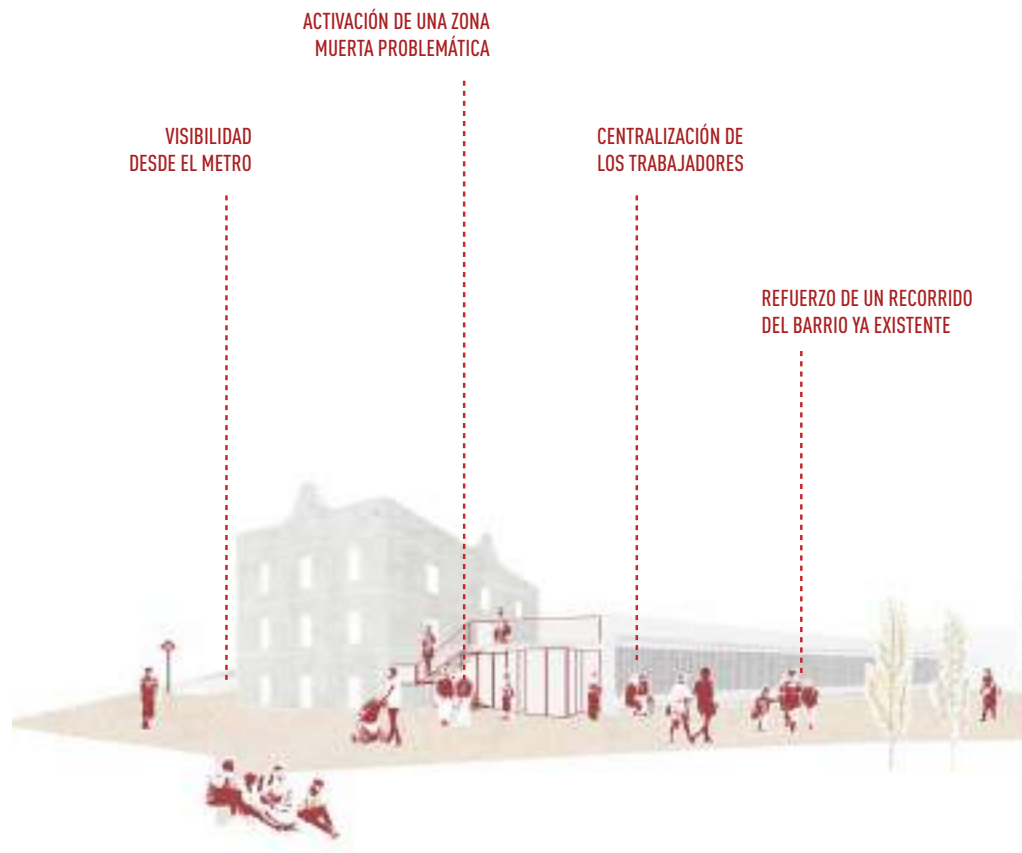 ACTIVACIÓN DE UNA ZONA
MUERTA PROBLEMÁTICA
VISIBILIDAD
DESDE EL METRO
CENTRALIZACIÓN DE
LOS TRABAJADORES
REFUERZO DE UN RECORRIDO
DEL BARRIO YA EXISTENTE